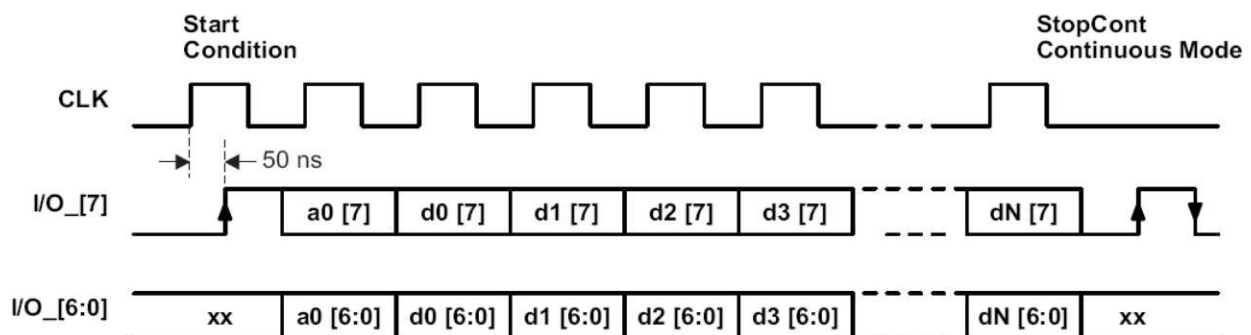 Start
Condition
StopCont
Continuous Mode
CLK
50 ns
I/O_[7]
a0 [7] d0 [7] d1 [7] d2 [7] d3 [7] dN [7]
I/O_[6:0]
xx a0 [6:0] d0 [6:0] d1 [6:0] d2 [6:0] d3 [6:0] dN [6:0] xx